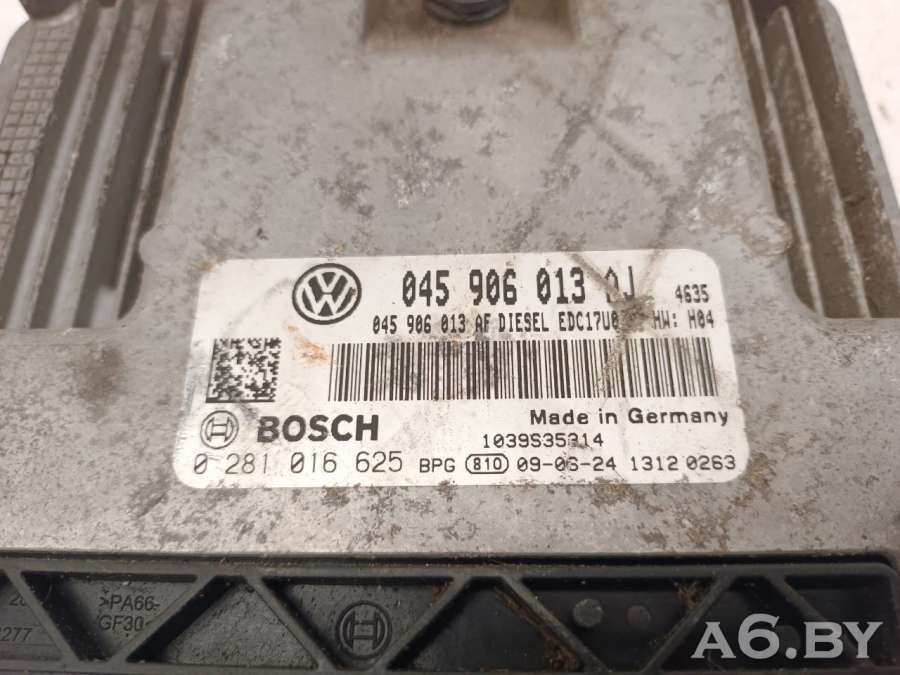 045 906 013 4635
045 906 013 AF DIESEL HW: H04
BOSCH Made in Germany
0 281 016 625 BPG 810 09-06-24 1312 0263
>PA66-
GF30
277
A6.BY